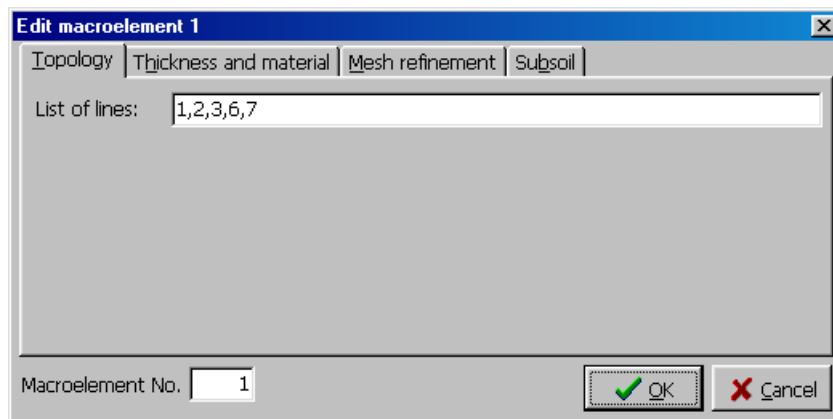 Edit macroelement 1
Topology Thickness and material Mesh refinement Subsoil
List of lines: 1,2,3,6,7
Macroelement No. 1 OK Cancel